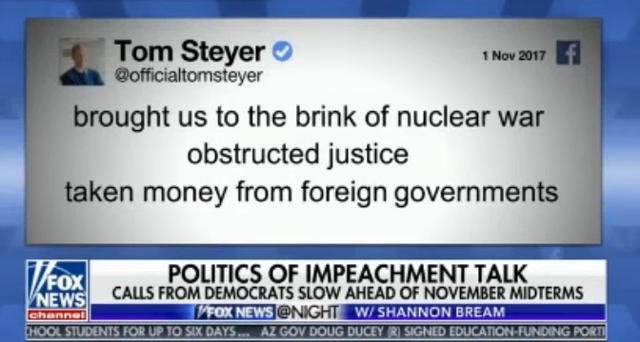 Tom Steyer
@officialtomsteyer
1 Nov 2017 f
brought us to the brink of nuclear war
obstructed justice
taken money from foreign governments
FOX
NEWS
channel
POLITICS OF IMPEACHMENT TALK
CALLS FROM DEMOCRATS SLOW AHEAD OF NOVEMBER MIDTERMS
FOX NEWS @NIGHT W/ SHANNON BREAM
HOOL STUDENTS FOR UP TO SIX DAYS... AZ GOV DOUG DUCEY (R) SIGNED EDUCATION-FUNDING PORTI